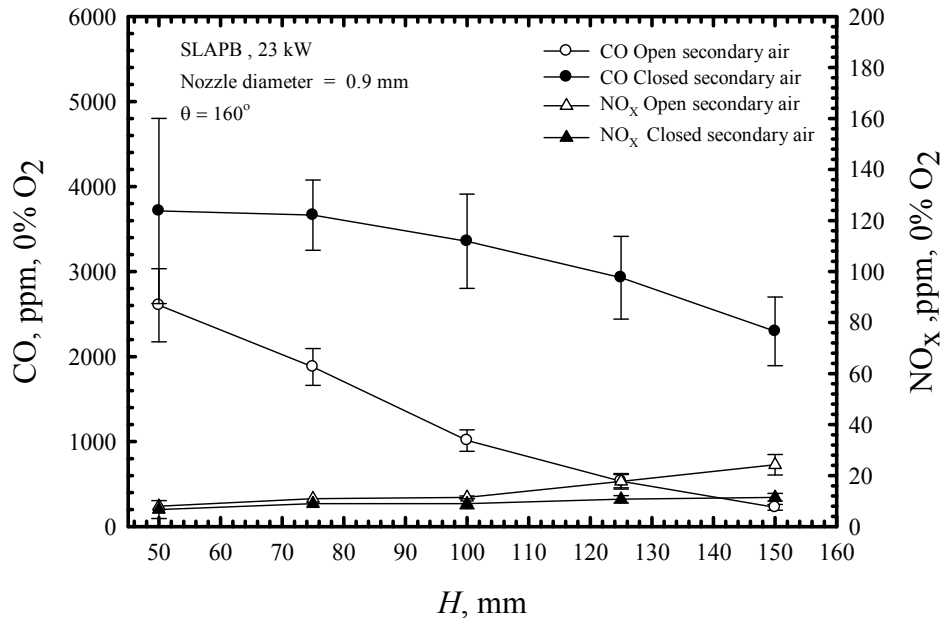 SLAPB , 23 kW
Nozzle diameter = 0.9 mm
θ = 160°
CO Open secondary air
CO Closed secondary air
NOX Open secondary air
NOX Closed secondary air
CO, ppm, 0% O2
6000
5000
4000
3000
2000
1000
0
NOX ,ppm, 0% O2
200
180
160
140
120
100
80
60
40
20
0
50 60 70 80 90 100 110 120 130 140 150 160
H, mm